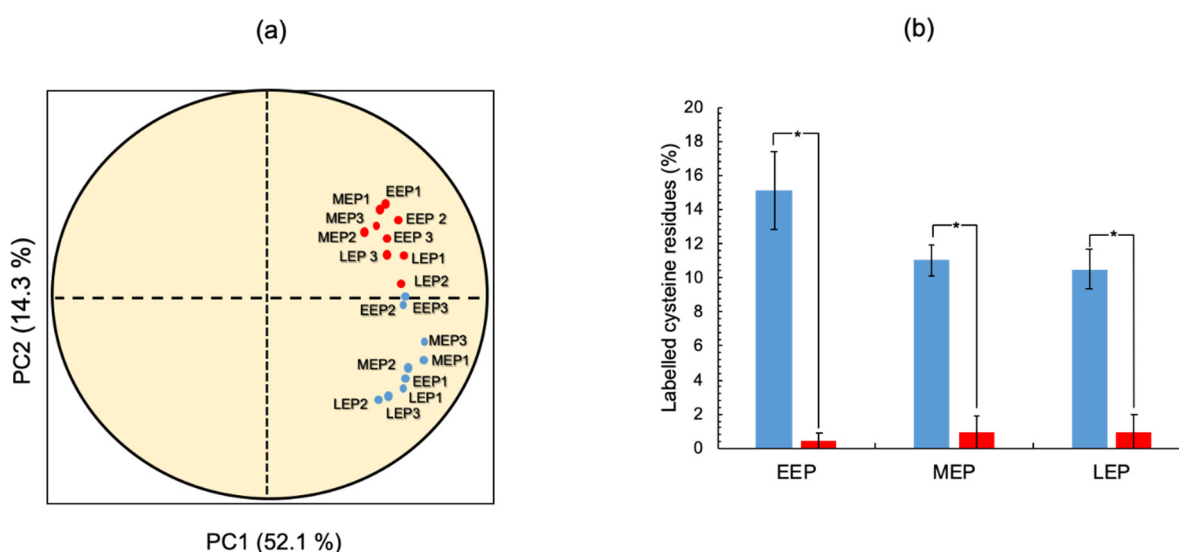 (a)
(b)
PC2 (14.3 %)
MEP1
EEP1
MEP3
EEP 2
MEP2
EEP 3
LEP 3
LEP1
LEP2
EEP2
EEP3
MEP3
MEP2
MEP1
EEP1
LEP1
LEP2
LEP3
PC1 (52.1 %)
Labelled cysteine residues (%)
20
18
16
14
12
10
8
6
4
2
0
*
*
*
EEP
MEP
LEP